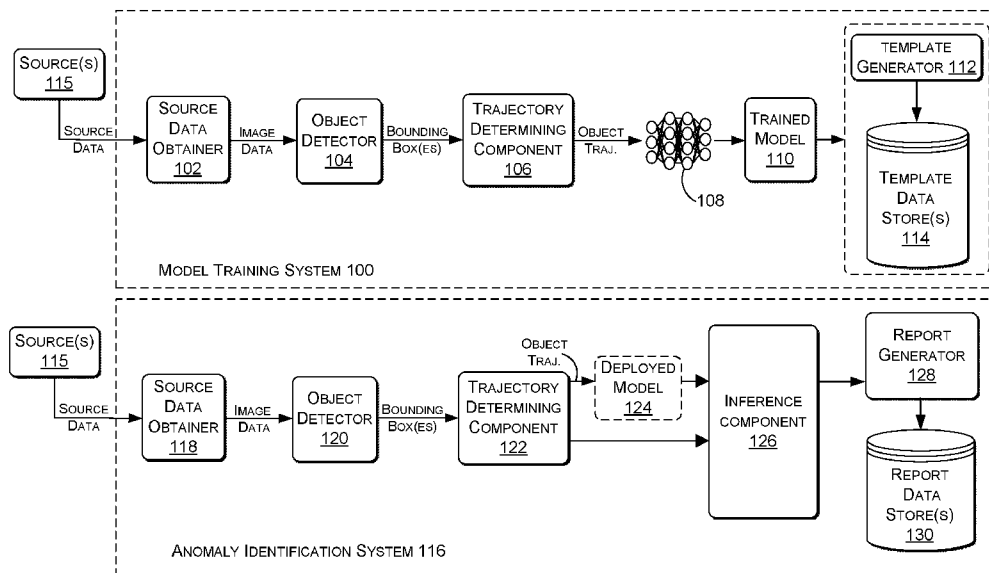 SOURCE(S)
115
SOURCE
DATA
SOURCE
DATA
OBTAINER
102
IMAGE
DATA
OBJECT
DETECTOR
104
BOUNDING
BOX(ES)
TRAJECTORY
DETERMINING
COMPONENT
106
OBJECT
TRAJ.
108
TRAINED
MODEL
110
TEMPLATE
GENERATOR 112
TEMPLATE
DATA
STORE(S)
114
MODEL TRAINING SYSTEM 100
SOURCE(S)
115
SOURCE
DATA
SOURCE
DATA
OBTAINER
118
IMAGE
DATA
OBJECT
DETECTOR
120
BOUNDING
BOX(ES)
TRAJECTORY
DETERMINING
COMPONENT
122
OBJECT
TRAJ.
DEPLOYED
MODEL
124
INFERENCE
COMPONENT
126
REPORT
GENERATOR
128
REPORT
DATA
STORE(S)
130
ANOMALY IDENTIFICATION SYSTEM 116